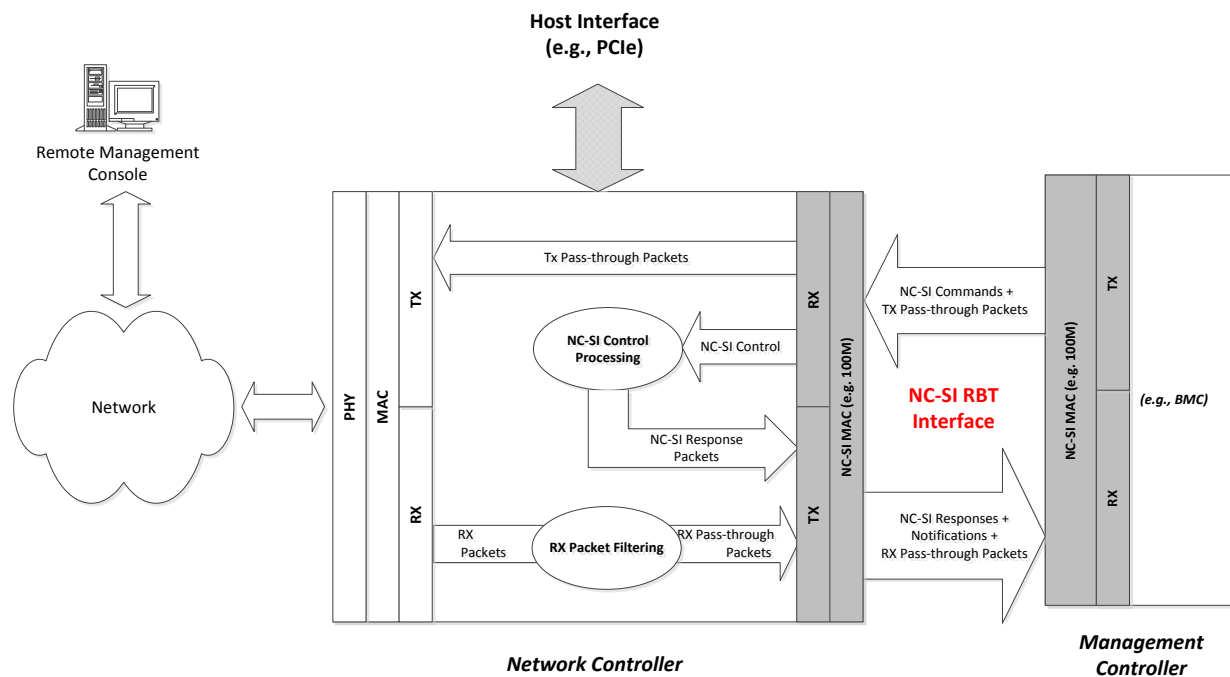 Host Interface
(e.g., PCIe)
Remote Management
Console
Network
PHY
MAC
TX
RX
Tx Pass-through Packets
NC-SI Control
Processing
NC-SI Control
NC-SI Response
Packets
RX
Packets
RX Packet Filtering
RX Pass-through
Packets
RX
TX
NC-SI MAC (e.g. 100M)
NC-SI Commands +
TX Pass-through Packets
NC-SI RBT
Interface
NC-SI Responses +
Notifications +
RX Pass-through Packets
NC-SI MAC (e.g. 100M)
TX
RX
(e.g., BMC)
Network Controller
Management
Controller